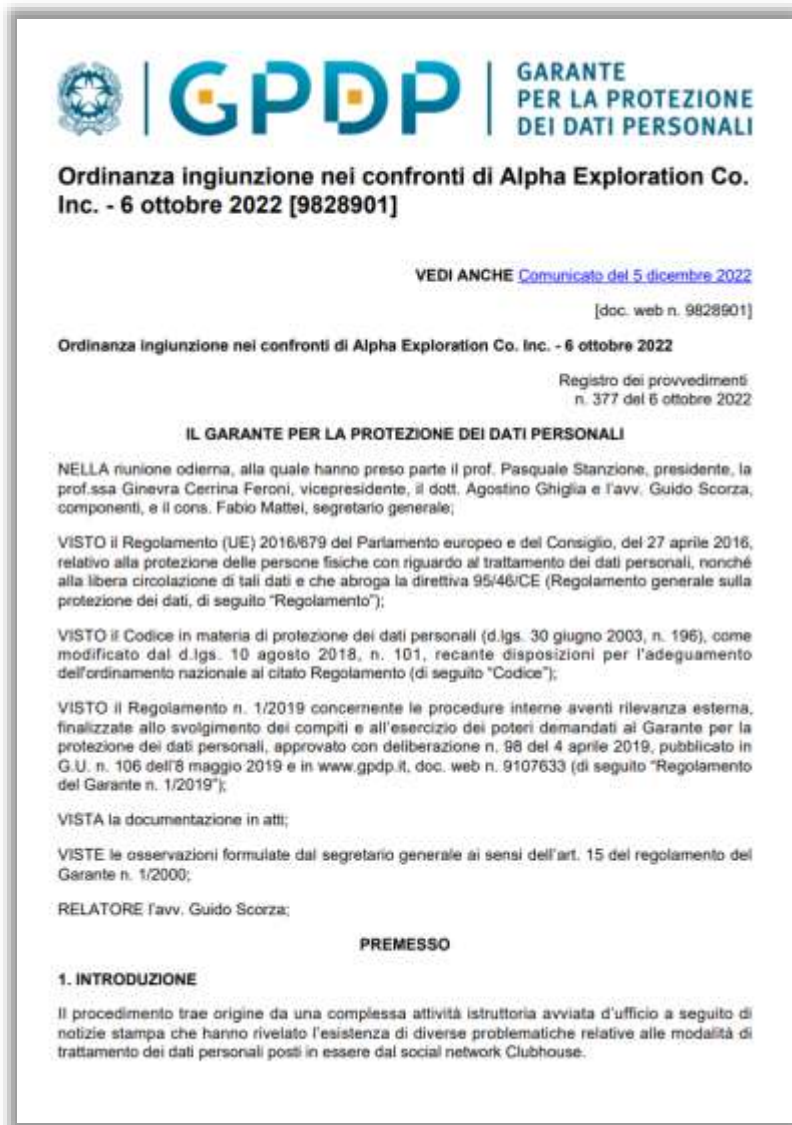 GPDP
GARANTE
PER LA PROTEZIONE
DEI DATI PERSONALI
Ordinanza ingiunzione nei confronti di Alpha Exploration Co.
Inc. - 6 ottobre 2022 [9828901]
VEDI ANCHE Comunicato del 5 dicembre 2022
[doc. web n. 9828901]
Ordinanza ingiunzione nei confronti di Alpha Exploration Co. Inc. - 6 ottobre 2022
Registro dei provvedimenti
n. 377 del 6 ottobre 2022
IL GARANTE PER LA PROTEZIONE DEI DATI PERSONALI
NELLA riunione odierna, alla quale hanno preso parte il prof. Pasquale Stanzione, presidente, la
prof.ssa Ginevra Cerrina Feroni, vicepresidente, il dott. Agostino Ghiglia e l'avv. Guido Scorza,
componenti, e il cons. Fabio Mattei, segretario generale;
VISTO il Regolamento (UE) 2016/679 del Parlamento europeo e del Consiglio, del 27 aprile 2016,
relativo alla protezione delle persone fisiche con riguardo al trattamento dei dati personali, nonché
alla libera circolazione di tali dati e che abroga la direttiva 95/46/CE (Regolamento generale sulla
protezione dei dati, di seguito “Regolamento”);
VISTO il Codice in materia di protezione dei dati personali (d.lgs. 30 giugno 2003, n. 196), come
modificato dal d.lgs. 10 agosto 2018, n. 101, recante disposizioni per l'adeguamento
dell'ordinamento nazionale al citato Regolamento (di seguito “Codice”);
VISTO il Regolamento n. 1/2019 concernente le procedure interne aventi rilevanza esterna,
finalizzate allo svolgimento dei compiti e all'esercizio dei poteri demandati al Garante per la
protezione dei dati personali, approvato con deliberazione n. 98 del 4 aprile 2019, pubblicato in
G.U. n. 106 dell'8 maggio 2019 e in www.gpdp.it, doc. web n. 9107633 (di seguito “Regolamento
del Garante n. 1/2019”);
VISTA la documentazione in atti;
VISTE le osservazioni formulate dal segretario generale ai sensi dell'art. 15 del regolamento del
Garante n. 1/2000;
RELATORE l'avv. Guido Scorza;
PREMESSO
1. INTRODUZIONE
Il procedimento trae origine da una complessa attività istruttoria avviata d'ufficio a seguito di
notizie stampa che hanno rivelato l'esistenza di diverse problematiche relative alle modalità di
trattamento dei dati personali posti in essere dal social network Clubhouse.